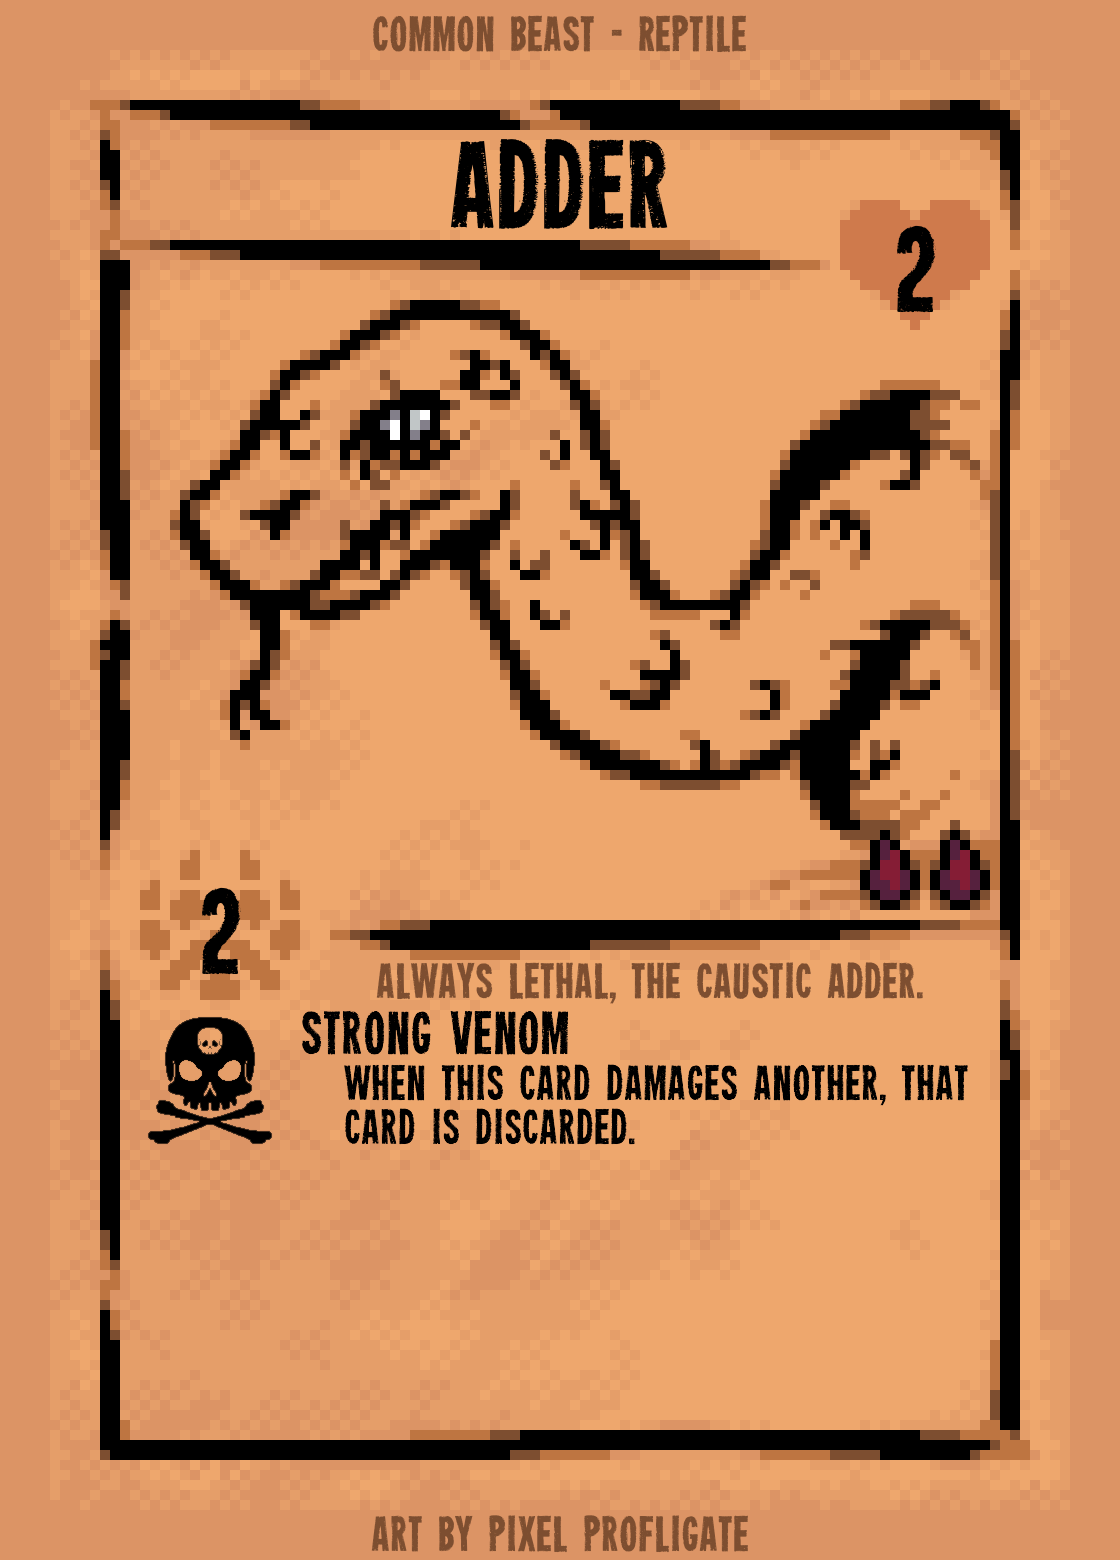 COMMON BEAST - REPTILE
ADDER
2
2
ALWAYS LETHAL, THE CAUSTIC ADDER.
STRONG VENOM
WHEN THIS CARD DAMAGES ANOTHER, THAT
CARD IS DISCARDED.
ART BY PIXEL PROFLIGATE